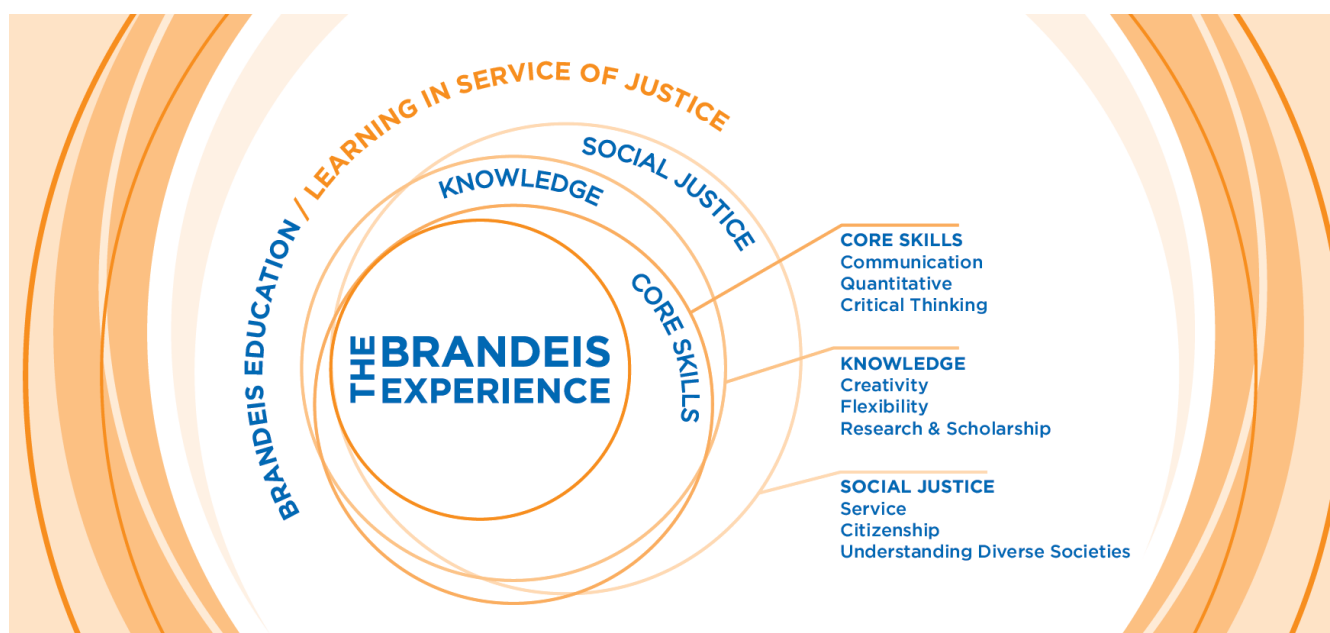 BRANDEIS EDUCATION / LEARNING IN SERVICE OF JUSTICE
SOCIAL JUSTICE
KNOWLEDGE
CORE SKILLS
THE BRANDEIS
EXPERIENCE
CORE SKILLS
Communication
Quantitative
Critical Thinking
KNOWLEDGE
Creativity
Flexibility
Research & Scholarship
SOCIAL JUSTICE
Service
Citizenship
Understanding Diverse Societies